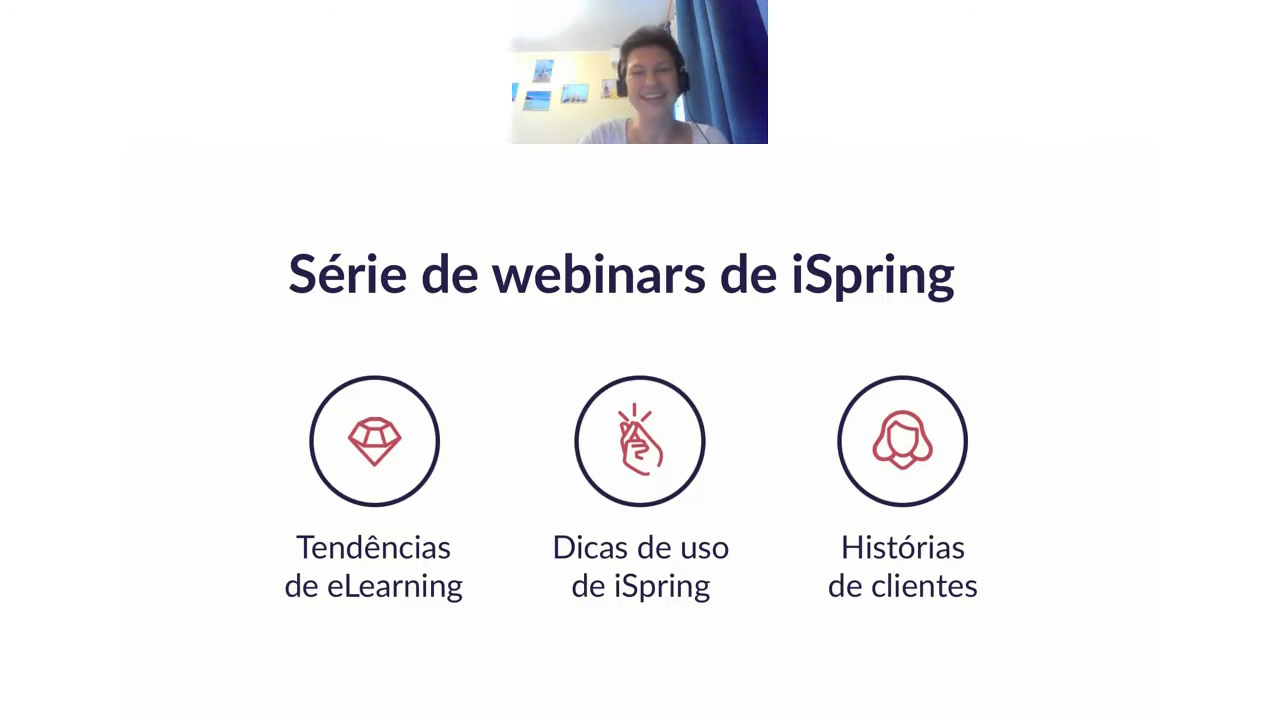 Série de webinars de iSpring
Tendências
de eLearning
Dicas de uso
de iSpring
Histórias
de clientes